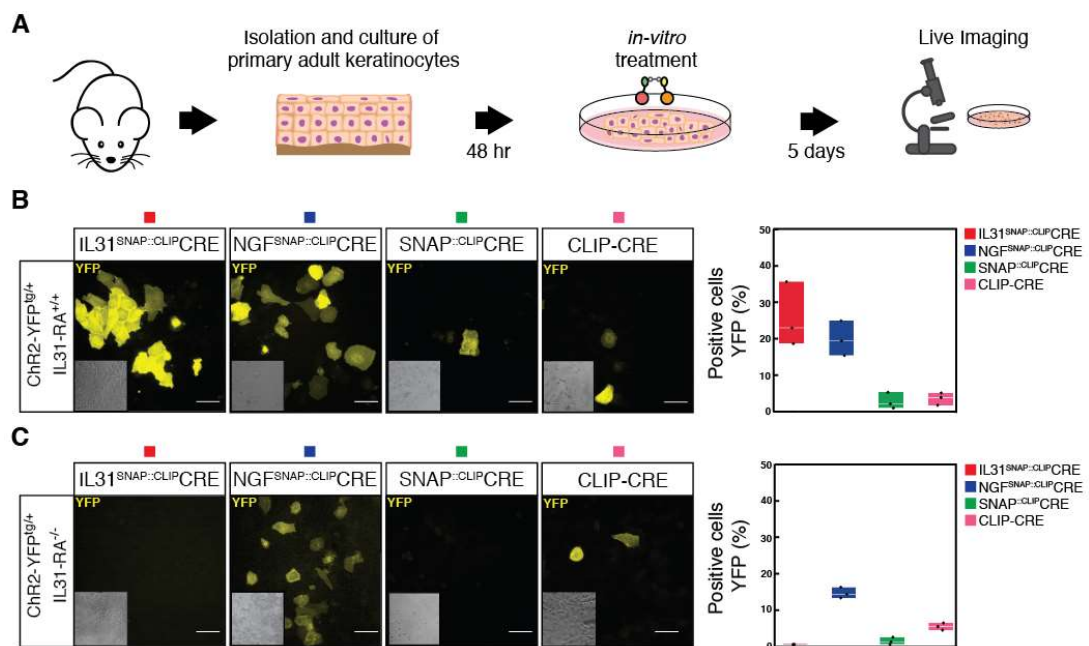 A
Isolation and culture of
primary adult keratinocytes
in-vitro
treatment
Live Imaging
48 hr
5 days
B
IL31SNAP::CLIPCRE
NGFSNAP::CLIPCRE
SNAP::CLIPCRE
CLIP-CRE
ChR2-YFPtg/+
IL31-RA+/+
YFP
YFP
YFP
YFP
Positive cells
YFP (%)
50
40
30
20
10
0
IL31SNAP::CLIPCRE
NGFSNAP::CLIPCRE
SNAP::CLIPCRE
CLIP-CRE
C
IL31SNAP::CLIPCRE
NGFSNAP::CLIPCRE
SNAP::CLIPCRE
CLIP-CRE
ChR2-YFPtg/+
IL31-RA-/-
YFP
YFP
YFP
YFP
Positive cells
YFP (%)
50
40
30
20
10
0
IL31SNAP::CLIPCRE
NGFSNAP::CLIPCRE
SNAP::CLIPCRE
CLIP-CRE